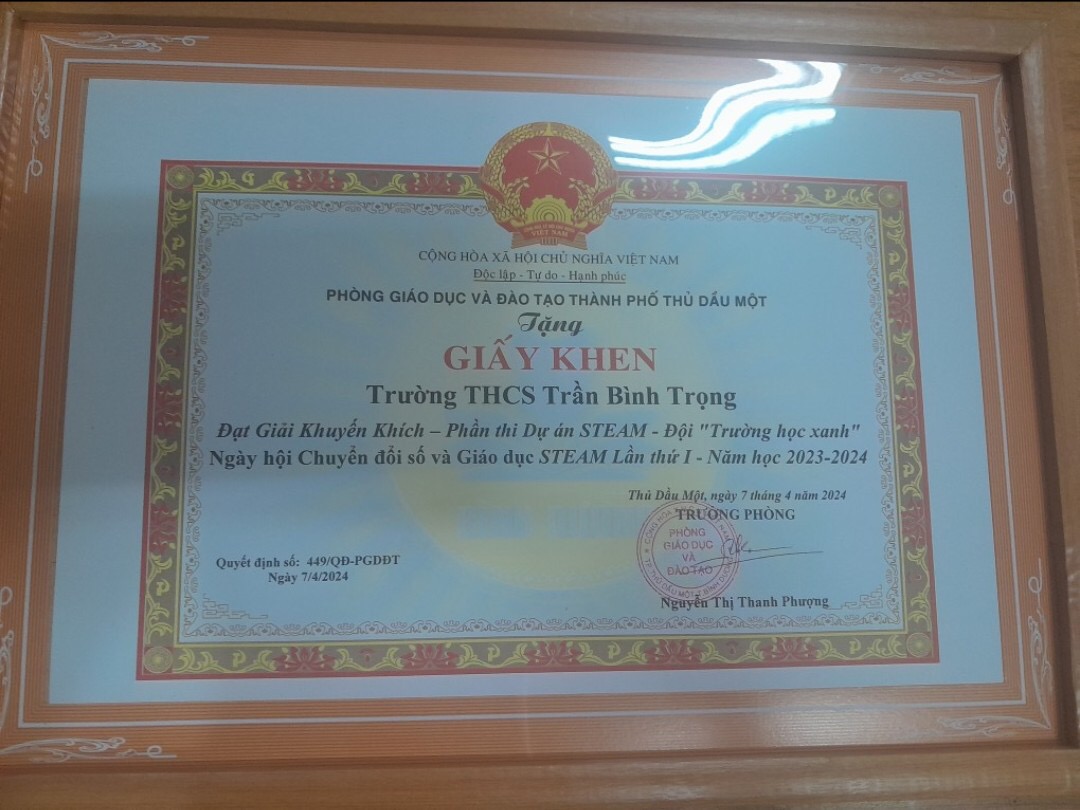 VIỆT NAM
CỘNG HÒA XÃ HỘI CHỦ NGHĨA VIỆT NAM
Độc lập - Tự do - Hạnh phúc
PHÒNG GIÁO DỤC VÀ ĐÀO TẠO THÀNH PHỐ THỦ DẦU MỘT
Tặng
GIẤY KHEN
Trường THCS Trần Bình Trọng
Đạt Giải Khuyến Khích – Phần thi Dự án STEAM - Đội "Trường học xanh"
Ngày hội Chuyển đổi số và Giáo dục STEAM Lần thứ I - Năm học 2023-2024
Thủ Dầu Một, ngày 7 tháng 4 năm 2024
TRƯỞNG PHÒNG
PHÒNG
GIÁO DỤC
VÀ
ĐÀO TẠO
Quyết định số: 449/QĐ-PGDĐT
Ngày 7/4/2024
Nguyễn Thị Thanh Phượng